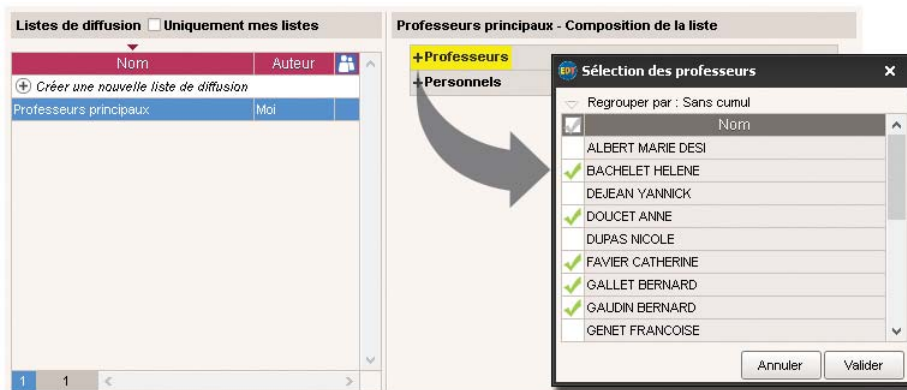 Listes de diffusion Uniquement mes listes
Nom Auteur
Créer une nouvelle liste de diffusion
Professeurs principaux Moi
1 1
Professeurs principaux - Composition de la liste
+Professeurs
+Personnels
EDT Sélection des professeurs x
Regrouper par : Sans cumul
Nom
ALBERT MARIE DESI
BACHELET HELENE
DEJEAN YANNICK
DOUCET ANNE
DUPAS NICOLE
FAVIER CATHERINE
GALLET BERNARD
GAUDIN BERNARD
GENET FRANCOISE
Annuler Valider